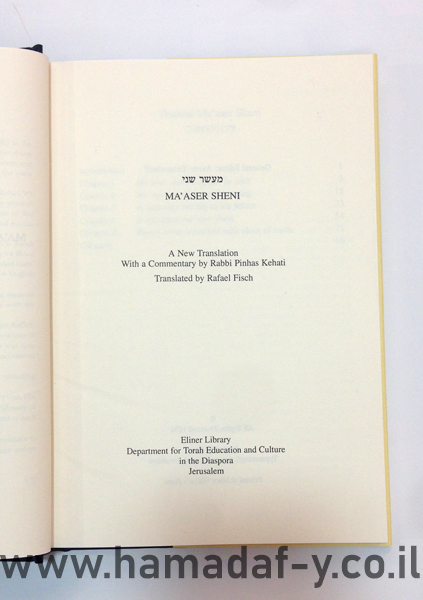 מעשר שני
MA'ASER SHENI
A New Translation
With a Commentary by Rabbi Pinhas Kehati
Translated by Rafael Fisch
Eliner Library
Department for Torah Education and Culture
in the Diaspora
Jerusalem
www.hamadaf-y.co.il